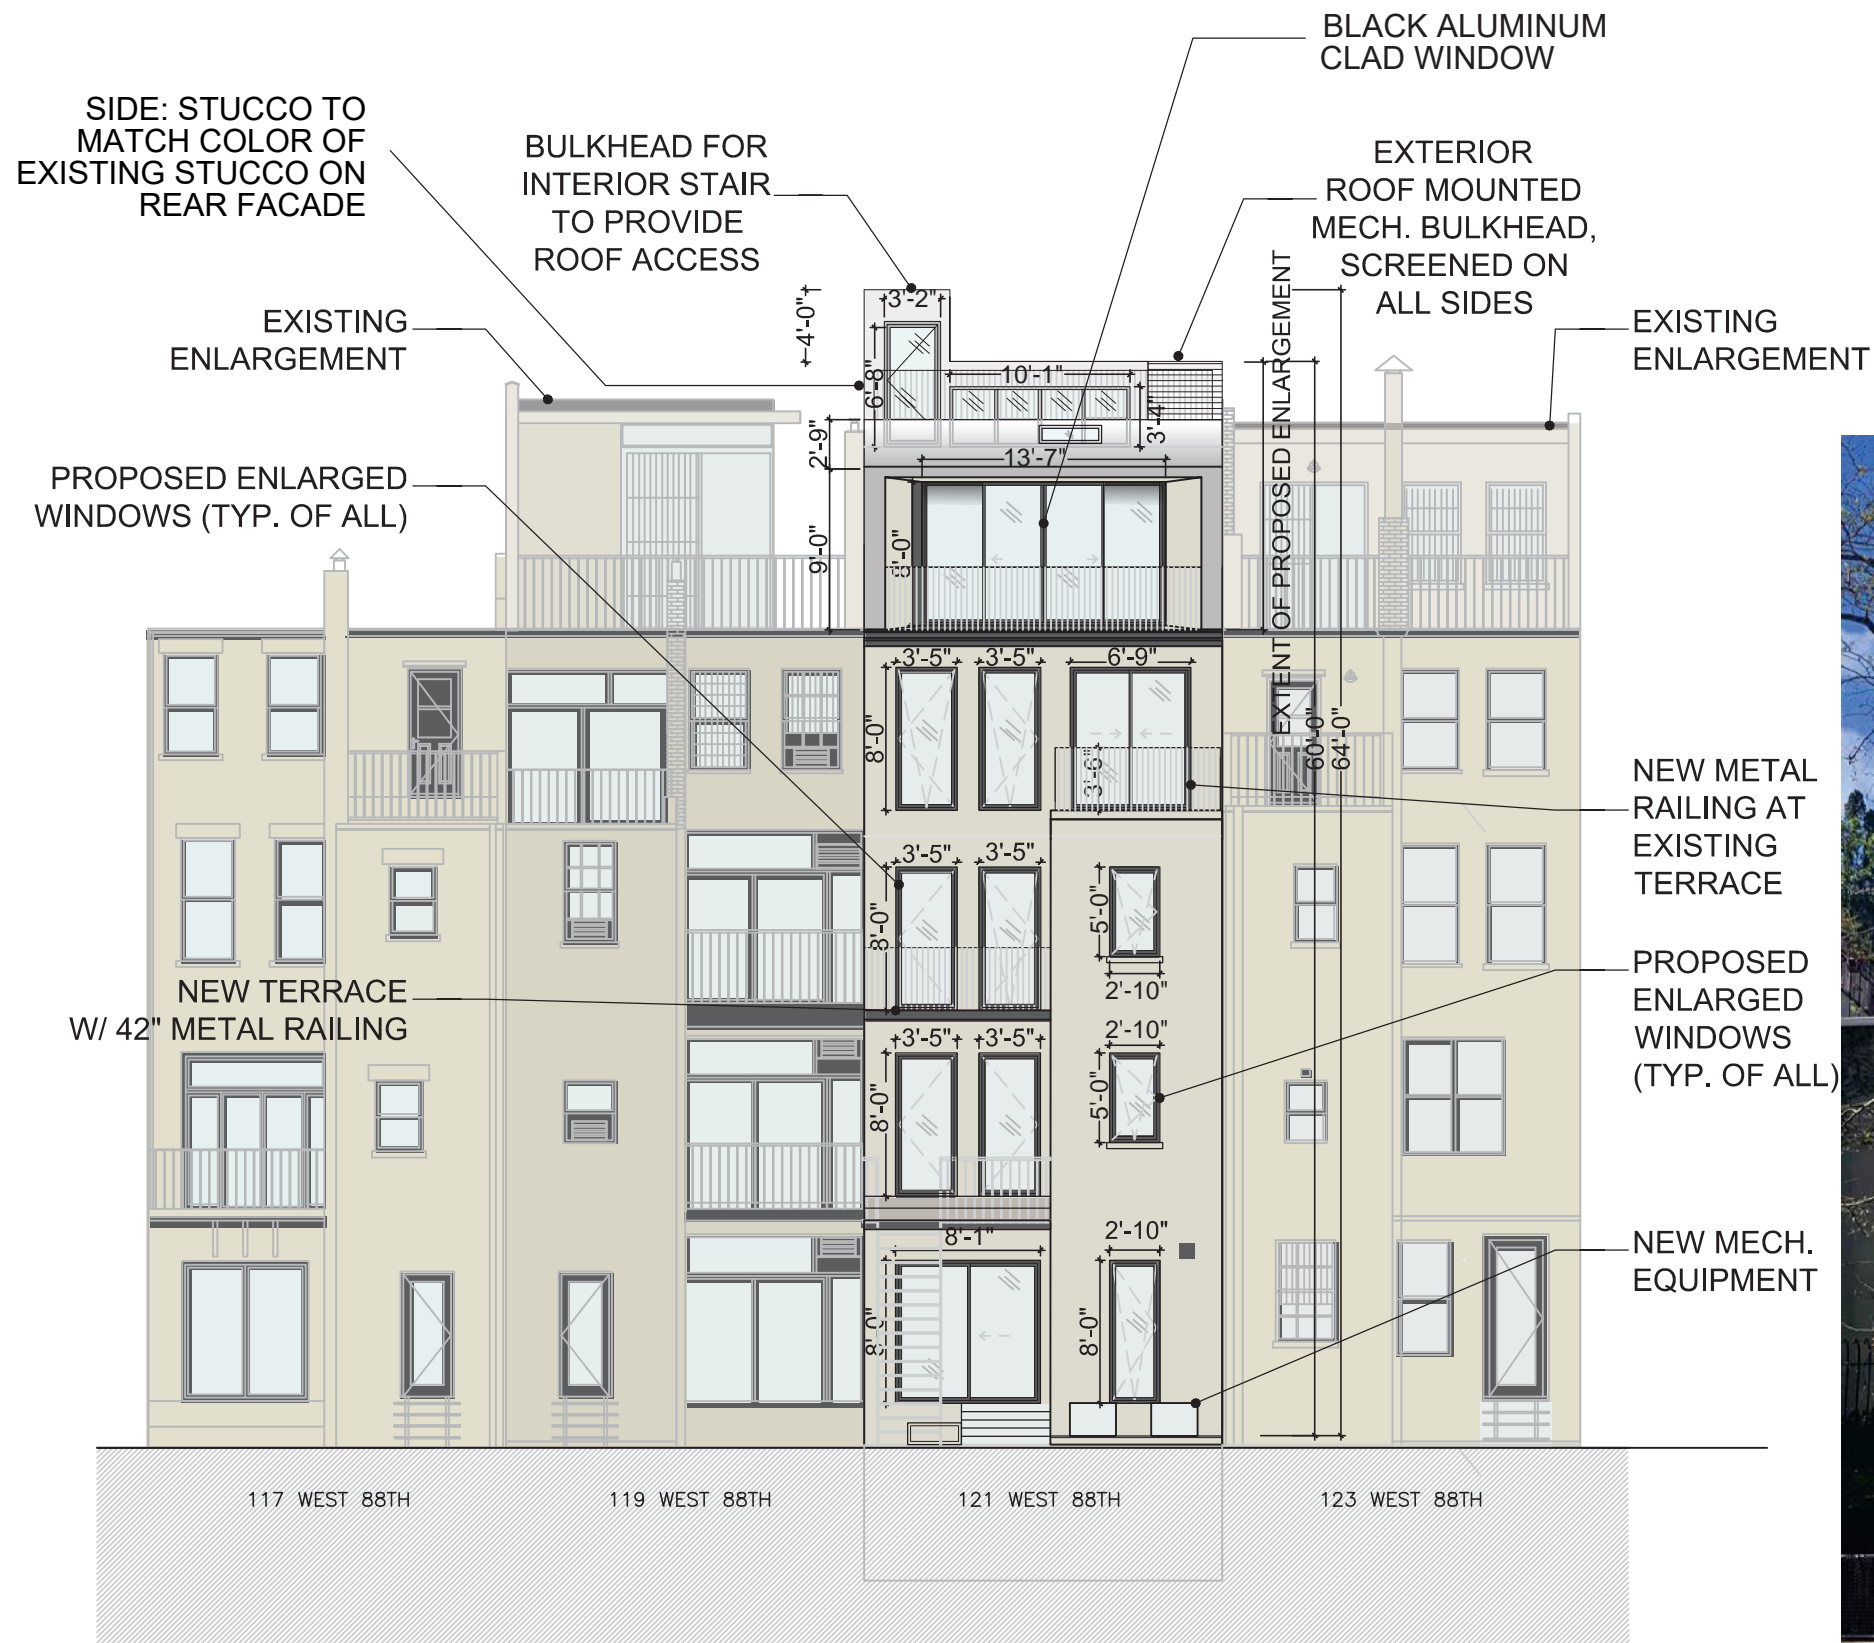 BLACK ALUMINUM
CLAD WINDOW
SIDE: STUCCO TO
MATCH COLOR OF
EXISTING STUCCO ON
REAR FACADE
BULKHEAD FOR
INTERIOR STAIR
TO PROVIDE
ROOF ACCESS
EXTERIOR
ROOF MOUNTED
MECH. BULKHEAD,
SCREENED ON
ALL SIDES
EXISTING
ENLARGEMENT
EXISTING
ENLARGEMENT
PROPOSED ENLARGED
WINDOWS (TYP. OF ALL)
NEW TERRACE
W/ 42" METAL RAILING
NEW METAL
RAILING AT
EXISTING
TERRACE
PROPOSED
ENLARGED
WINDOWS
(TYP. OF ALL)
NEW MECH.
EQUIPMENT
EXTENT OF PROPOSED ENLARGEMENT
60'-0"
64'-0"
4'-0"
3'-2"
6'-8"
10'-1"
3'-4"
2'-9"
13'-7"
9'-0"
8'-0"
3'-5"
3'-5"
6'-9"
8'-0"
3'-6"
3'-5"
3'-5"
8'-0"
5'-0"
2'-10"
3'-5"
3'-5"
2'-10"
8'-0"
5'-0"
8'-1"
2'-10"
8'-0"
8'-0"
117 WEST 88TH
119 WEST 88TH
121 WEST 88TH
123 WEST 88TH